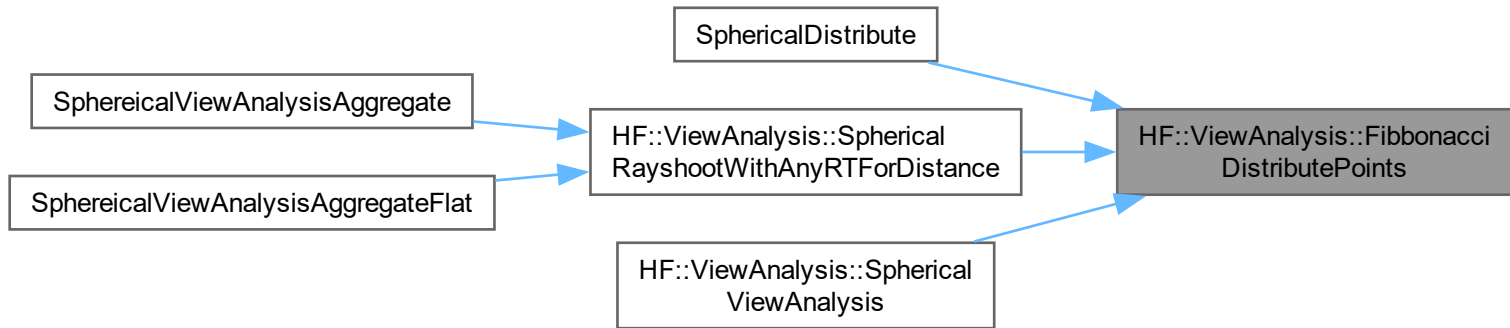 SphericalDistribute
SphereicalViewAnalysisAggregate
HF::ViewAnalysis::Spherical
RayshootWithAnyRTForDistance
HF::ViewAnalysis::Fibbonacci
DistributePoints
SphereicalViewAnalysisAggregateFlat
HF::ViewAnalysis::Spherical
ViewAnalysis